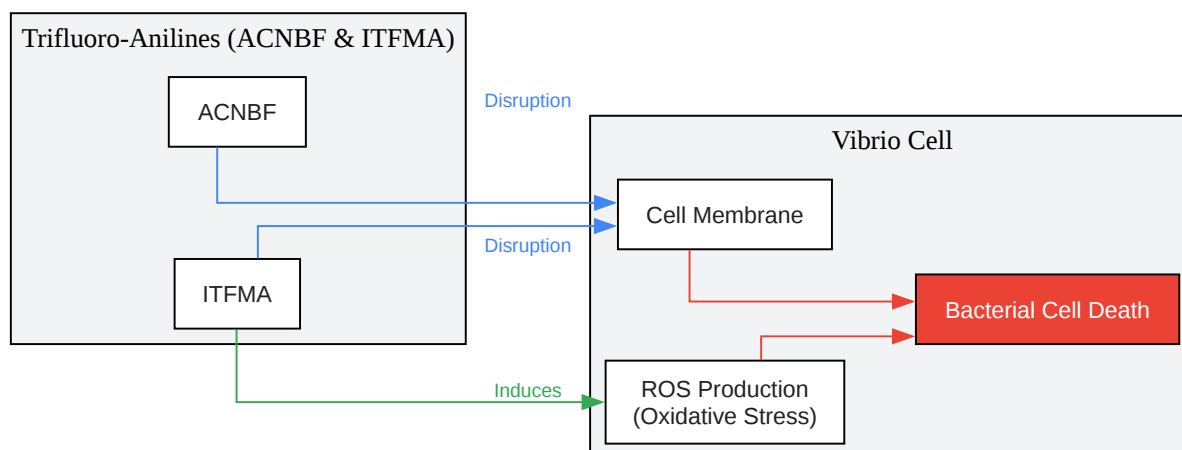 Trifluoro-Anilines (ACNBF & ITFMA)
ACNBF
Disruption
Vibrio Cell
Cell Membrane
Disruption
ITFMA
Bacterial Cell Death
Induces
ROS Production
(Oxidative Stress)